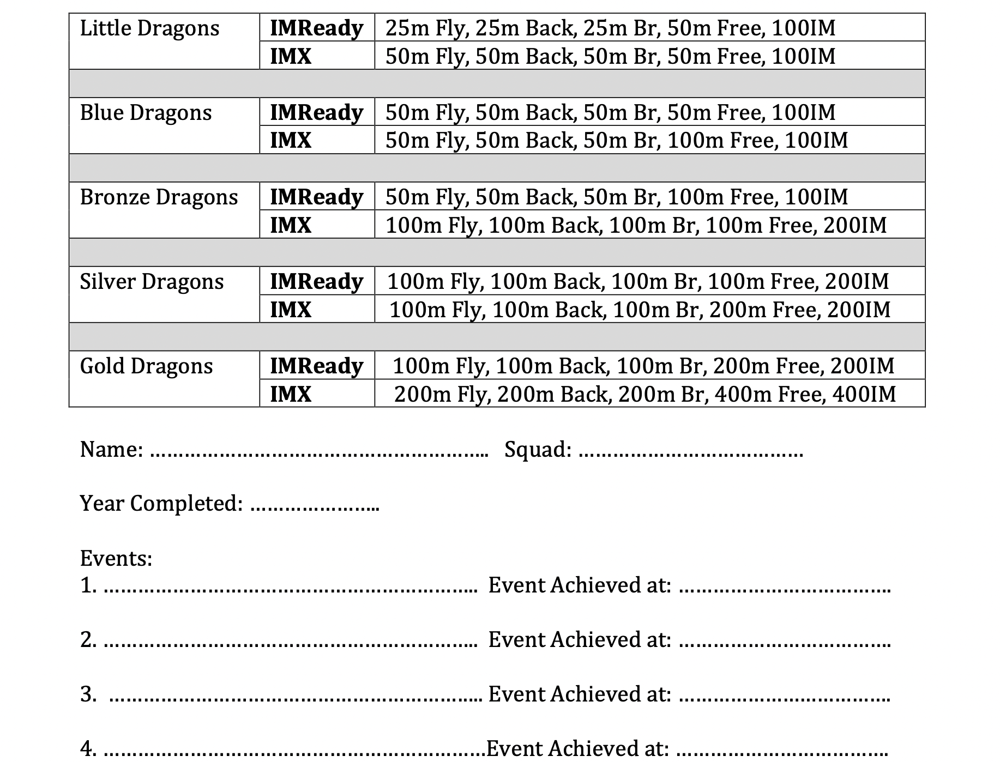 Little Dragons IMReady 25m Fly, 25m Back, 25m Br, 50m Free, 100IM
IMX 50m Fly, 50m Back, 50m Br, 50m Free, 100IM
Blue Dragons IMReady 50m Fly, 50m Back, 50m Br, 50m Free, 100IM
IMX 50m Fly, 50m Back, 50m Br, 100m Free, 100IM
Bronze Dragons IMReady 50m Fly, 50m Back, 50m Br, 100m Free, 100IM
IMX 100m Fly, 100m Back, 100m Br, 100m Free, 200IM
Silver Dragons IMReady 100m Fly, 100m Back, 100m Br, 100m Free, 200IM
IMX 100m Fly, 100m Back, 100m Br, 200m Free, 200IM
Gold Dragons IMReady 100m Fly, 100m Back, 100m Br, 200m Free, 200IM
IMX 200m Fly, 200m Back, 200m Br, 400m Free, 400IM
Name: ………………………………………………….. Squad: …………………………………
Year Completed: …………………..
Events:
1. ……………………………………………………….. Event Achieved at: ……………………………….
2. ……………………………………………………….. Event Achieved at: ……………………………….
3. ……………………………………………………….. Event Achieved at: ……………………………….
4. …………………………………………………………Event Achieved at: ……………………………….